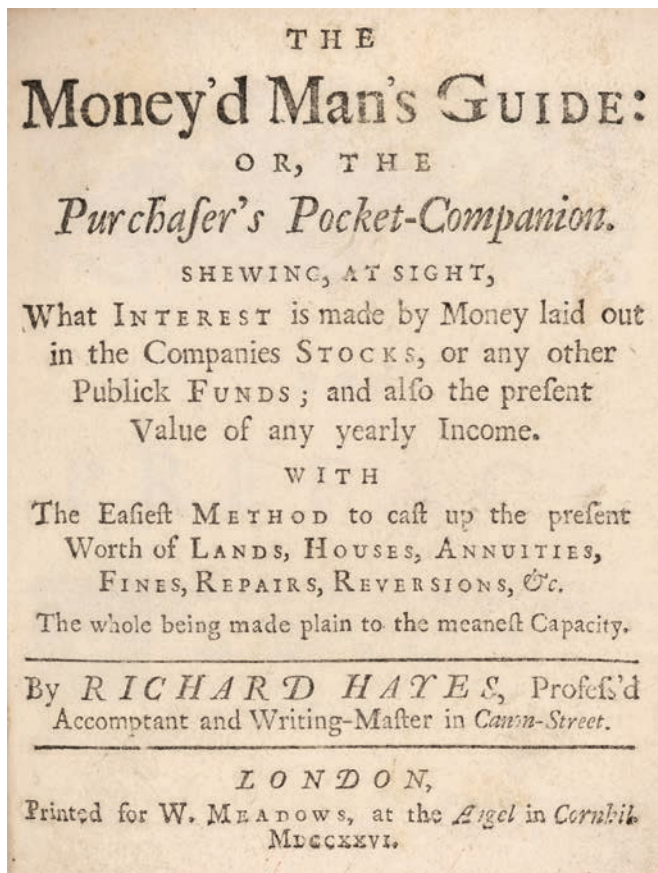 THE
Money'd Man's GUIDE:
OR, THE
Purchaſer's Pocket-Companion.
SHEWING, AT SIGHT,
What INTEREST is made by Money laid out
in the Companies STOCKS, or any other
Publick FUNDS; and alſo the preſent
Value of any yearly Income.
WITH
The Eaſieſt METHOD to caſt up the preſent
Worth of LANDS, HOUSES, ANNUITIES,
FINES, REPAIRS, REVERSIONS, &c.
The whole being made plain to the meaneſt Capacity.
By RICHARD HAYES, Profeſs'd
Accomptant and Writing-Maſter in Canon-Street.
LONDON,
Printed for W. MEADOWS, at the Angel in Cornhil.
MDCCXXVI.